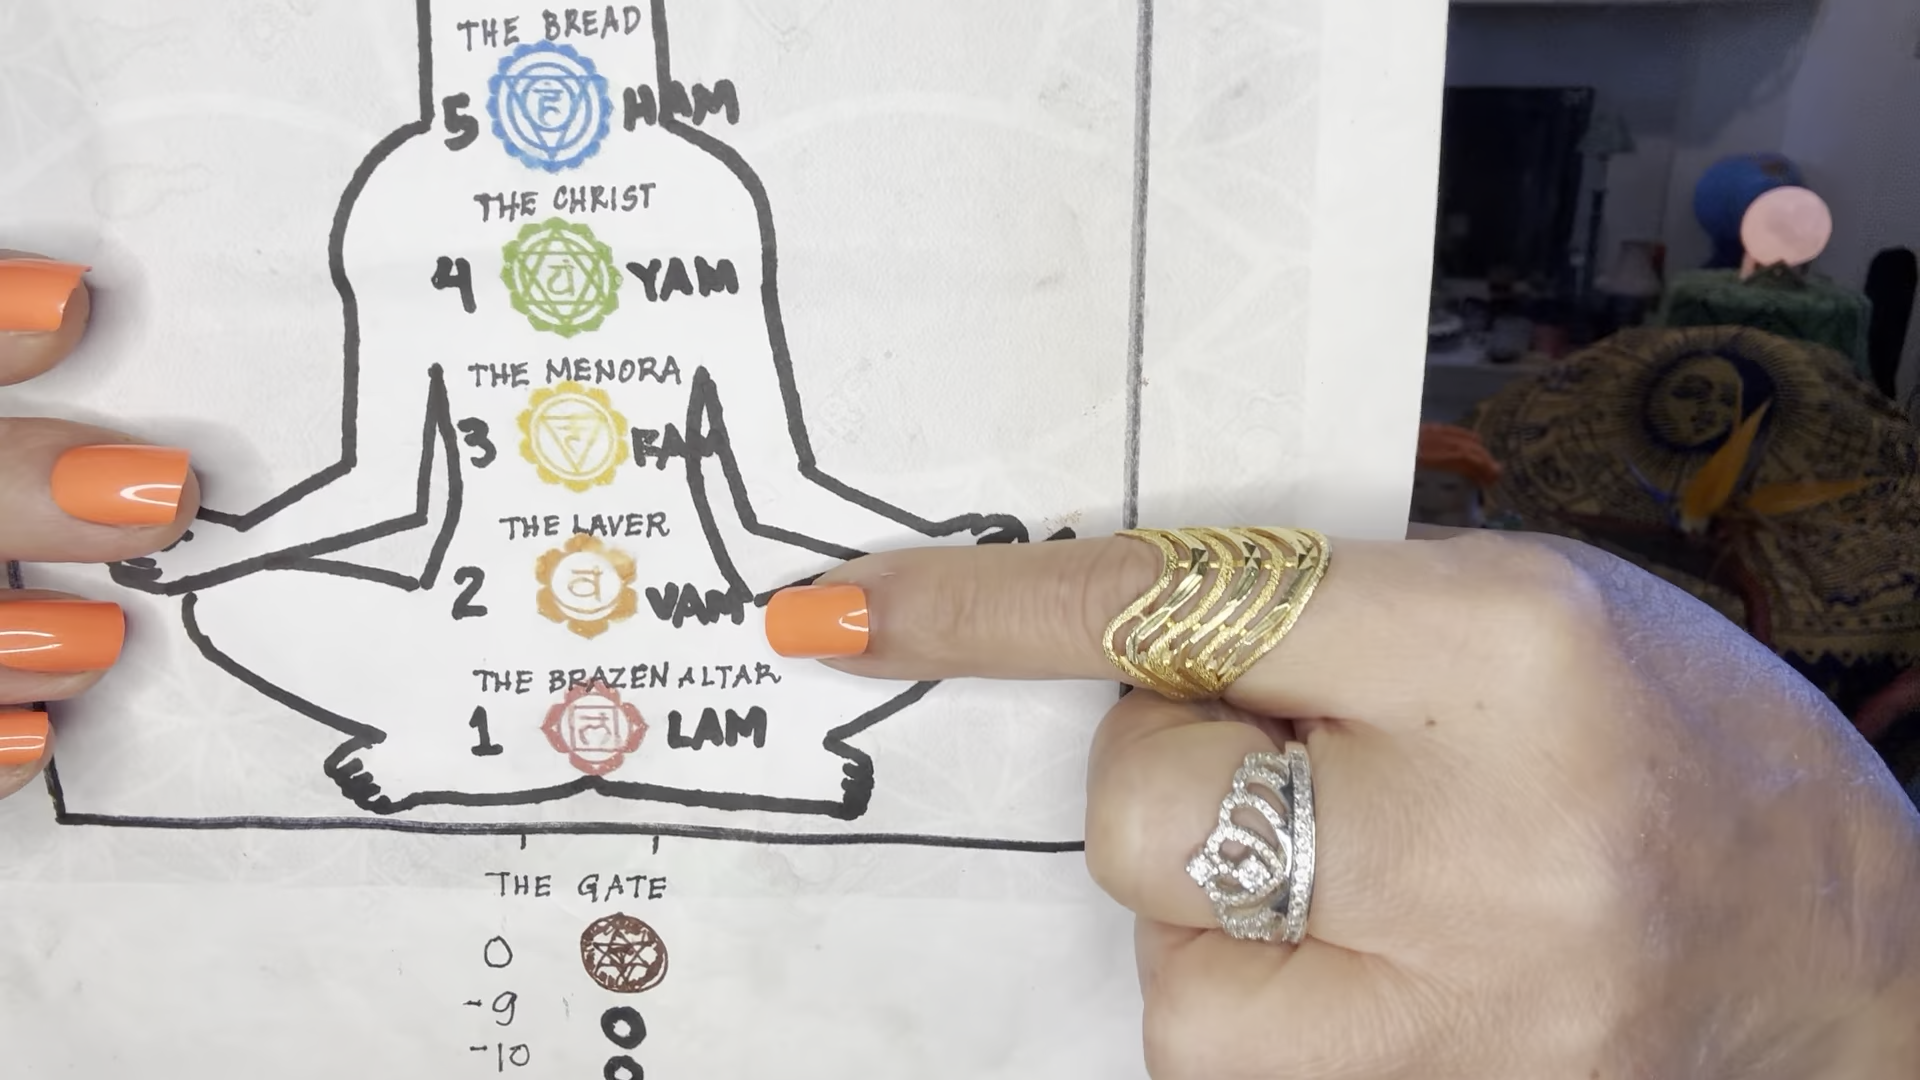 THE BREAD
5 हं HAM
THE CHRIST
4 यं YAM
THE MENORA
3 RAM
THE LAVER
2 वं VAM
THE BRAZEN ALTAR
1 लं LAM
THE GATE
0
-9
-10